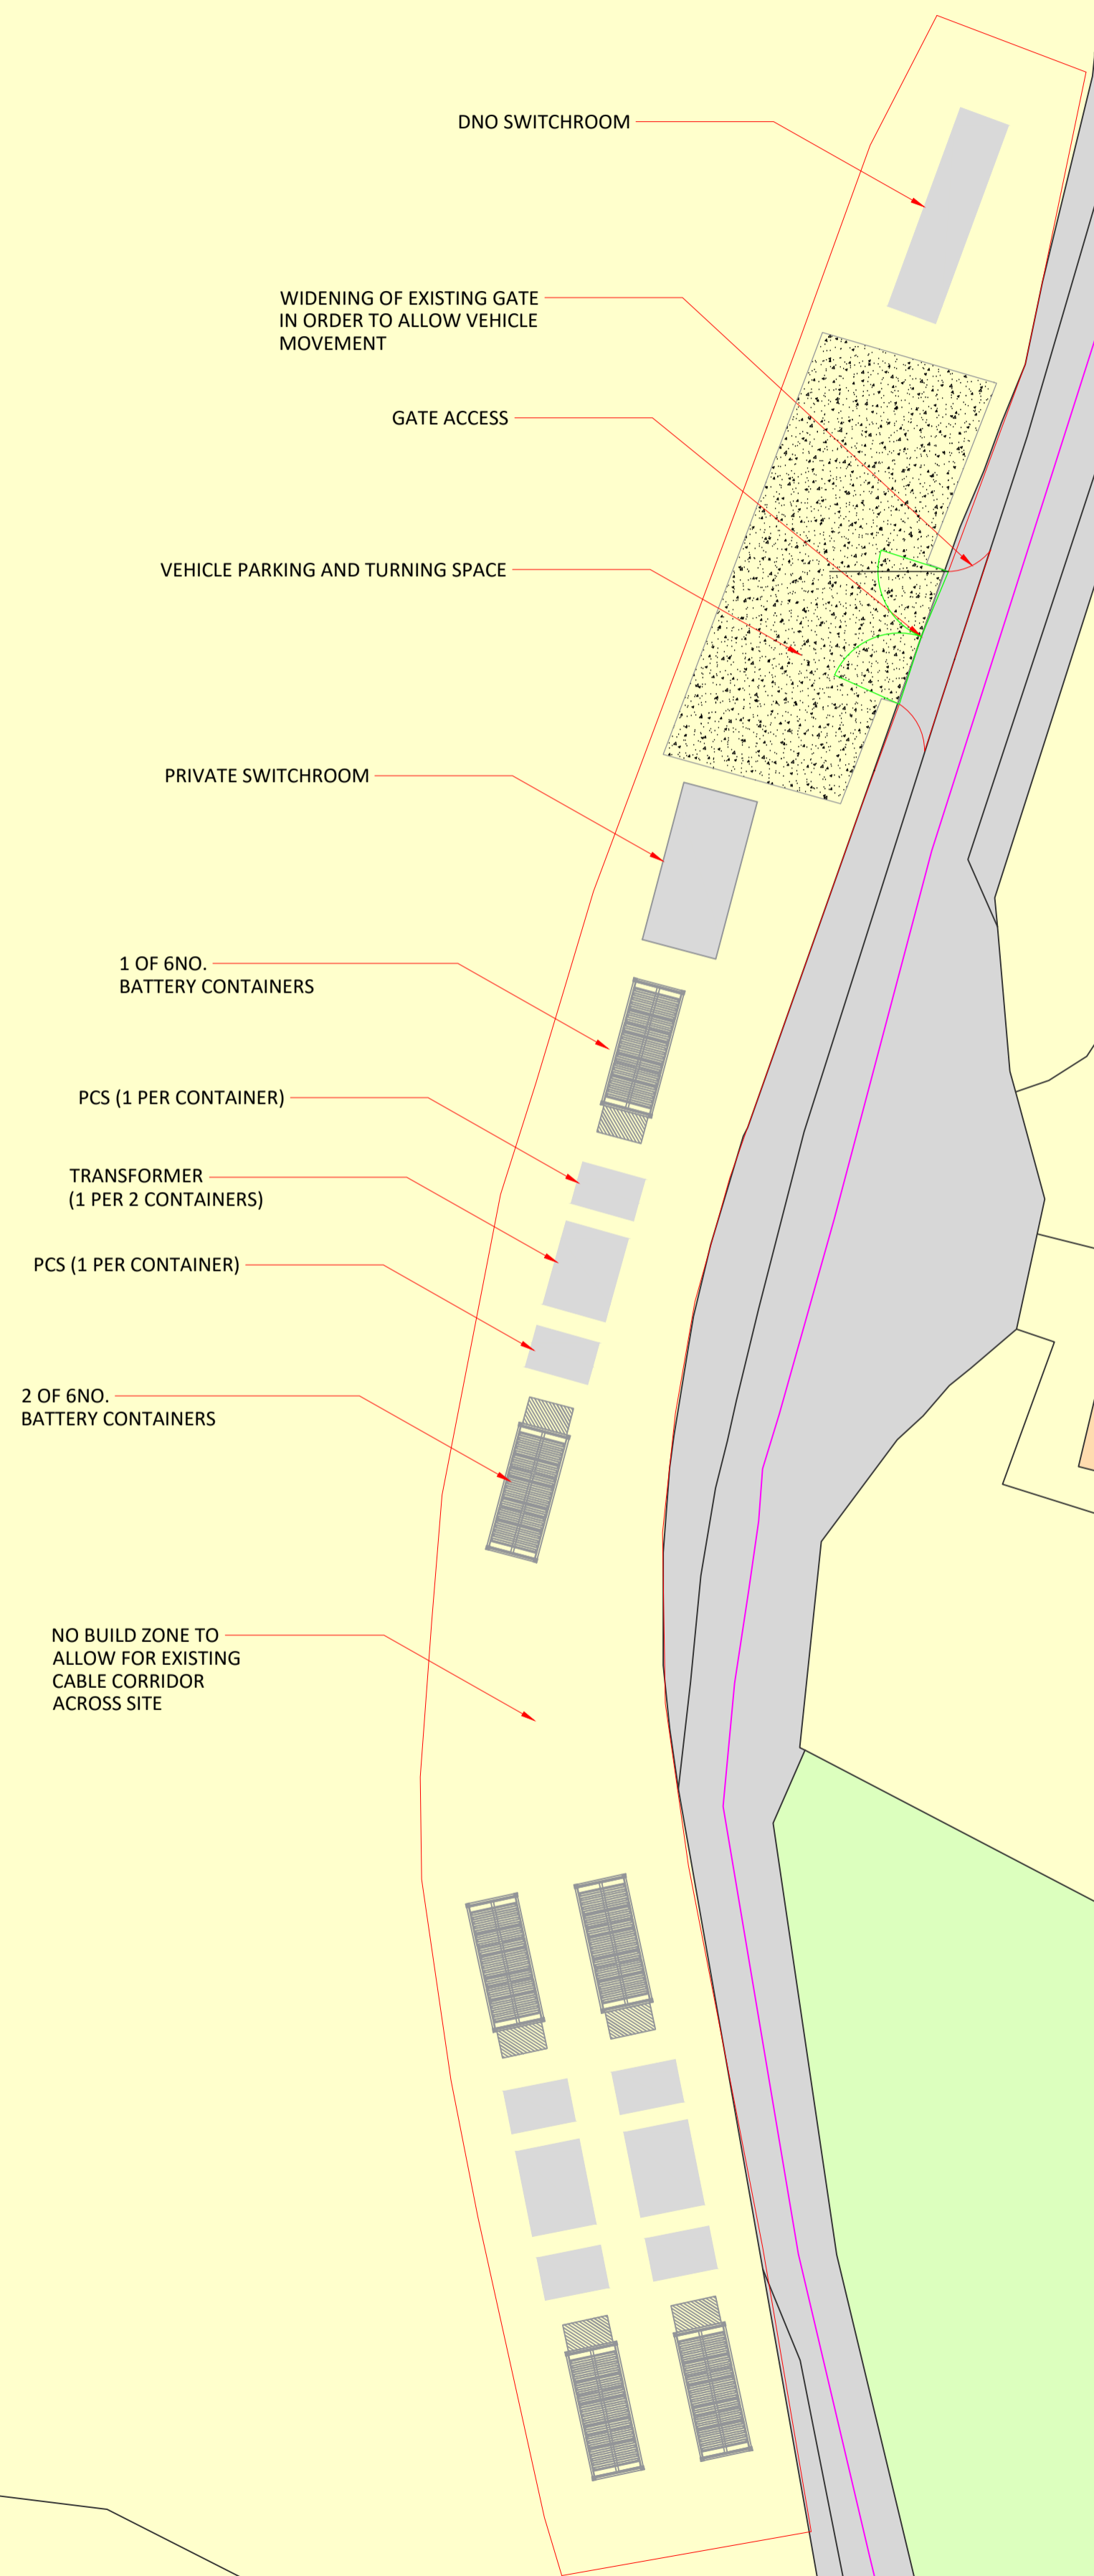 DNO SWITCHROOM
WIDENING OF EXISTING GATE
IN ORDER TO ALLOW VEHICLE
MOVEMENT
GATE ACCESS
VEHICLE PARKING AND TURNING SPACE
PRIVATE SWITCHROOM
1 OF 6NO.
BATTERY CONTAINERS
PCS (1 PER CONTAINER)
TRANSFORMER
(1 PER 2 CONTAINERS)
PCS (1 PER CONTAINER)
2 OF 6NO.
BATTERY CONTAINERS
NO BUILD ZONE TO
ALLOW FOR EXISTING
CABLE CORRIDOR
ACROSS SITE